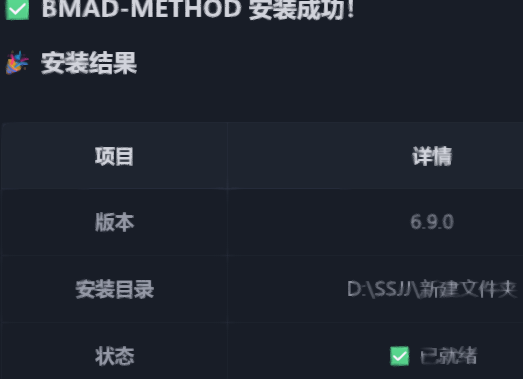 ✅ BMAD-METHOD 安装成功！
🎉 安装结果
项目 详情
版本 6.9.0
安装目录 D:\SSJJ\新建文件夹
状态 ✅ 已就绪